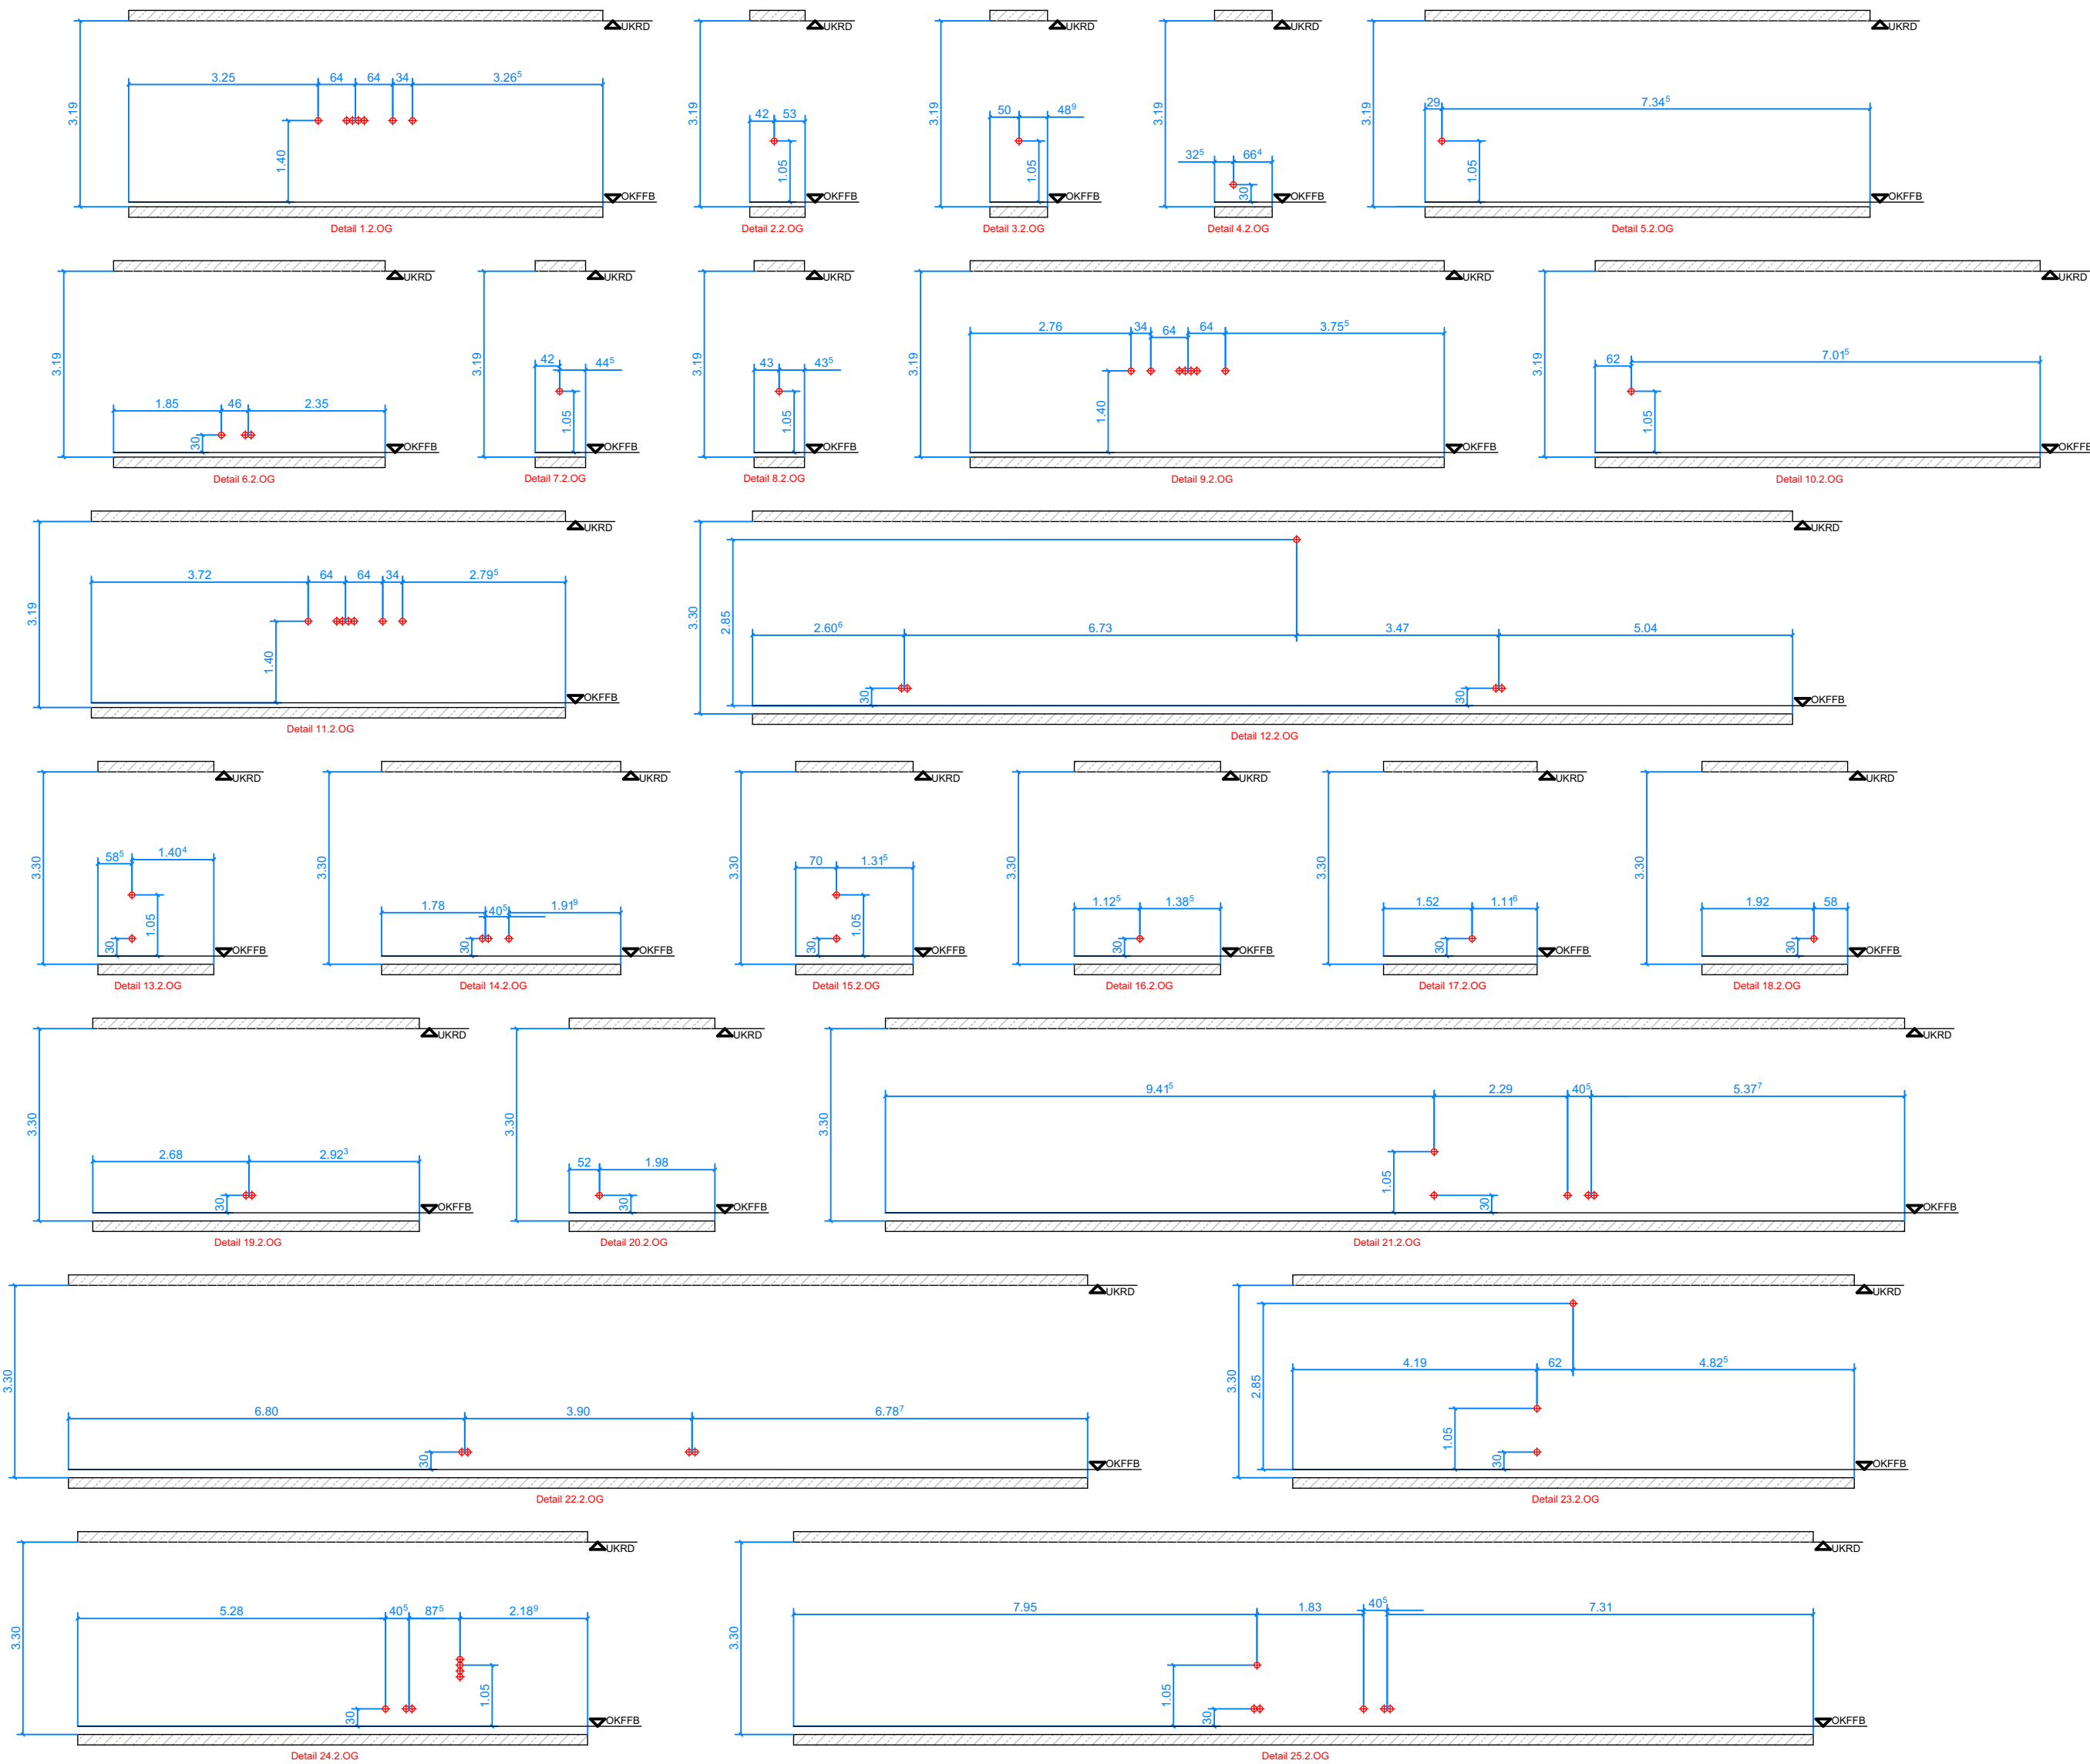 UKRD
3.25 64 64 34 3.26⁵
3.19
1.40
OKFFB
Detail 1.2.OG
UKRD
3.19
42 53
1.05
OKFFB
Detail 2.2.OG
UKRD
3.19
50 48⁹
1.05
OKFFB
Detail 3.2.OG
UKRD
3.19
32⁵ 66⁴
30
OKFFB
Detail 4.2.OG
UKRD
3.19
29 7.34⁵
1.05
OKFFB
Detail 5.2.OG
UKRD
3.19
1.85 46 2.35
30
OKFFB
Detail 6.2.OG
UKRD
3.19
42 44⁵
1.05
OKFFB
Detail 7.2.OG
UKRD
3.19
43 43⁵
1.05
OKFFB
Detail 8.2.OG
UKRD
3.19
2.76 34 64 64 3.75⁵
1.40
OKFFB
Detail 9.2.OG
UKRD
3.19
62 7.01⁵
1.05
OKFFB
Detail 10.2.OG
UKRD
3.19
3.72 64 64 34 2.79⁵
1.40
OKFFB
Detail 11.2.OG
UKRD
3.30
2.85
2.60⁶ 6.73 3.47 5.04
30 30
OKFFB
Detail 12.2.OG
UKRD
3.30
58⁵ 1.40⁴
1.05
30
OKFFB
Detail 13.2.OG
UKRD
3.30
1.78 40⁵ 1.91⁹
30
OKFFB
Detail 14.2.OG
UKRD
3.30
70 1.31⁵
1.05
30
OKFFB
Detail 15.2.OG
UKRD
3.30
1.12⁵ 1.38⁵
30
OKFFB
Detail 16.2.OG
UKRD
3.30
1.52 1.11⁶
30
OKFFB
Detail 17.2.OG
UKRD
3.30
1.92 58
30
OKFFB
Detail 18.2.OG
UKRD
3.30
2.68 2.92³
30
OKFFB
Detail 19.2.OG
UKRD
3.30
52 1.98
30
OKFFB
Detail 20.2.OG
UKRD
3.30
9.41⁵ 2.29 40⁵ 5.37⁷
1.05
30
OKFFB
Detail 21.2.OG
UKRD
3.30
6.80 3.90 6.78⁷
30
OKFFB
Detail 22.2.OG
UKRD
3.30
2.85
4.19 62 4.82⁵
1.05
30
OKFFB
Detail 23.2.OG
UKRD
3.30
5.28 40⁵ 87⁵ 2.18⁹
1.05
30
OKFFB
Detail 24.2.OG
UKRD
3.30
7.95 1.83 40⁵ 7.31
1.05
30
OKFFB
Detail 25.2.OG